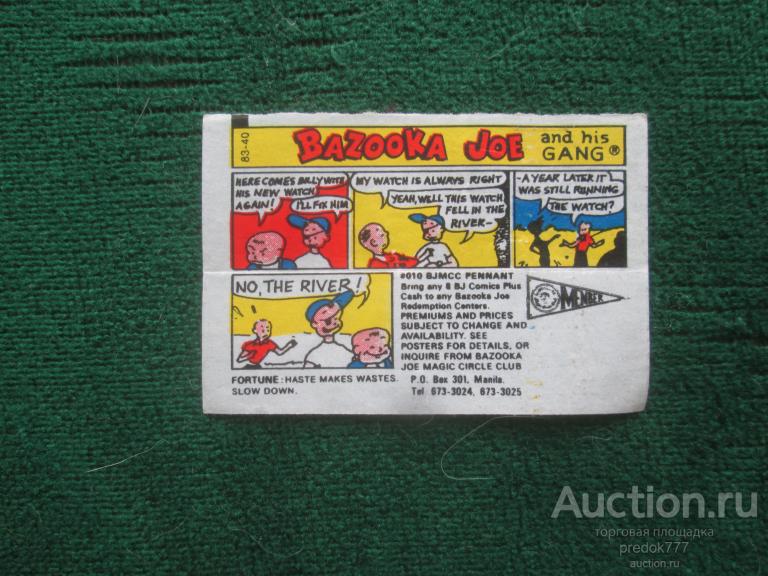 83-40
BAZOOKA JOE
and his
GANG®
HERE COMES BILLY WITH
HIS NEW WATCH
AGAIN!
I'LL FIX HIM
MY WATCH IS ALWAYS RIGHT
YEAH, WELL THIS WATCH
FELL IN THE
RIVER-
-A YEAR LATER IT
WAS STILL RUNNING
THE WATCH?
NO, THE RIVER!
FORTUNE: HASTE MAKES WASTES.
SLOW DOWN.
#010 BJMCC PENNANT
Bring any 8 BJ Comics Plus
Cash to any Bazooka Joe
Redemption Centers.
PREMIUMS AND PRICES
SUBJECT TO CHANGE AND
AVAILABILITY. SEE
POSTERS FOR DETAILS, OR
INQUIRE FROM BAZOOKA
JOE MAGIC CIRCLE CLUB
P.O. Box 301, Manila.
Tel 673-3024, 673-3025
MEMBER
Auction.ru
торговая площадка
predok777
auction.ru